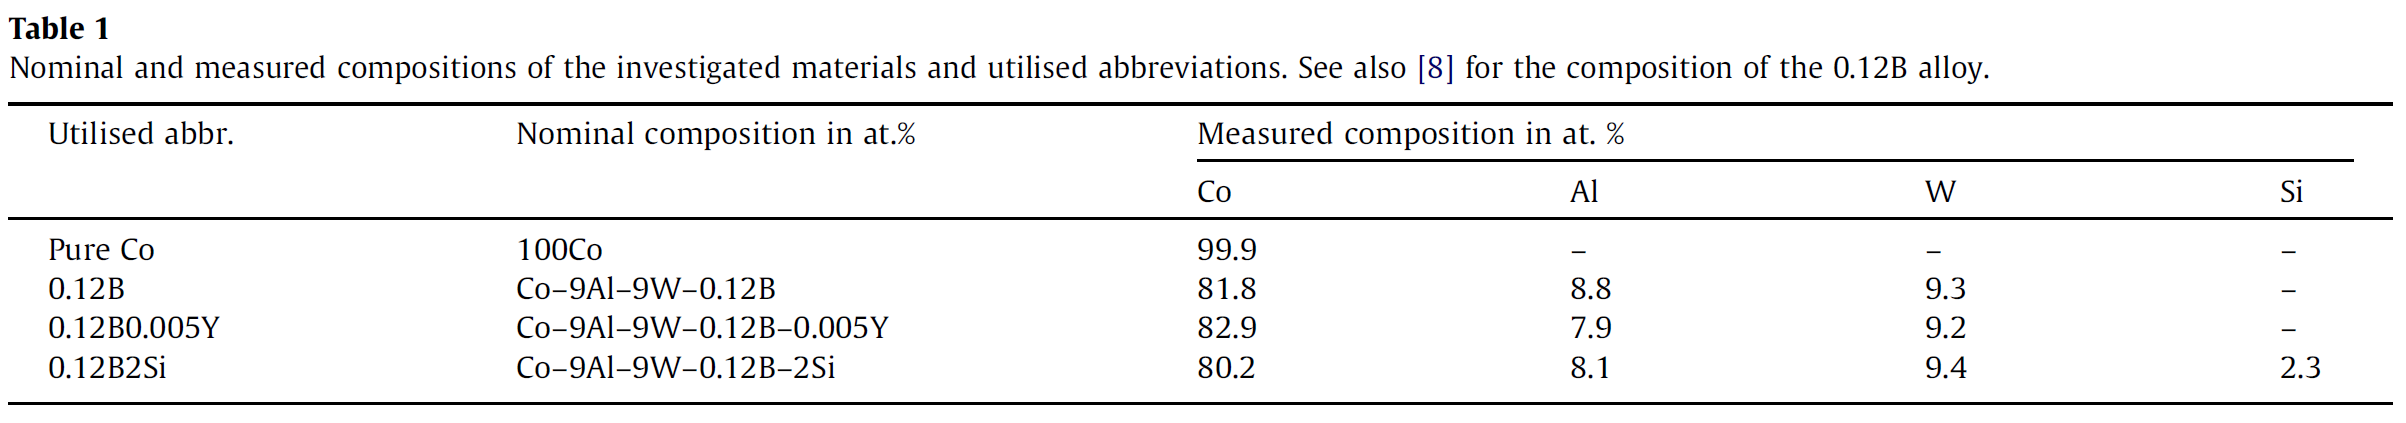 Table 1
Nominal and measured compositions of the investigated materials and utilised abbreviations. See also [8] for the composition of the 0.12B alloy.
Utilised abbr. Nominal composition in at.% Measured composition in at. %
Co Al W Si
Pure Co 100Co 99.9 – – –
0.12B Co–9Al–9W–0.12B 81.8 8.8 9.3 –
0.12B0.005Y Co–9Al–9W–0.12B–0.005Y 82.9 7.9 9.2 –
0.12B2Si Co–9Al–9W–0.12B–2Si 80.2 8.1 9.4 2.3